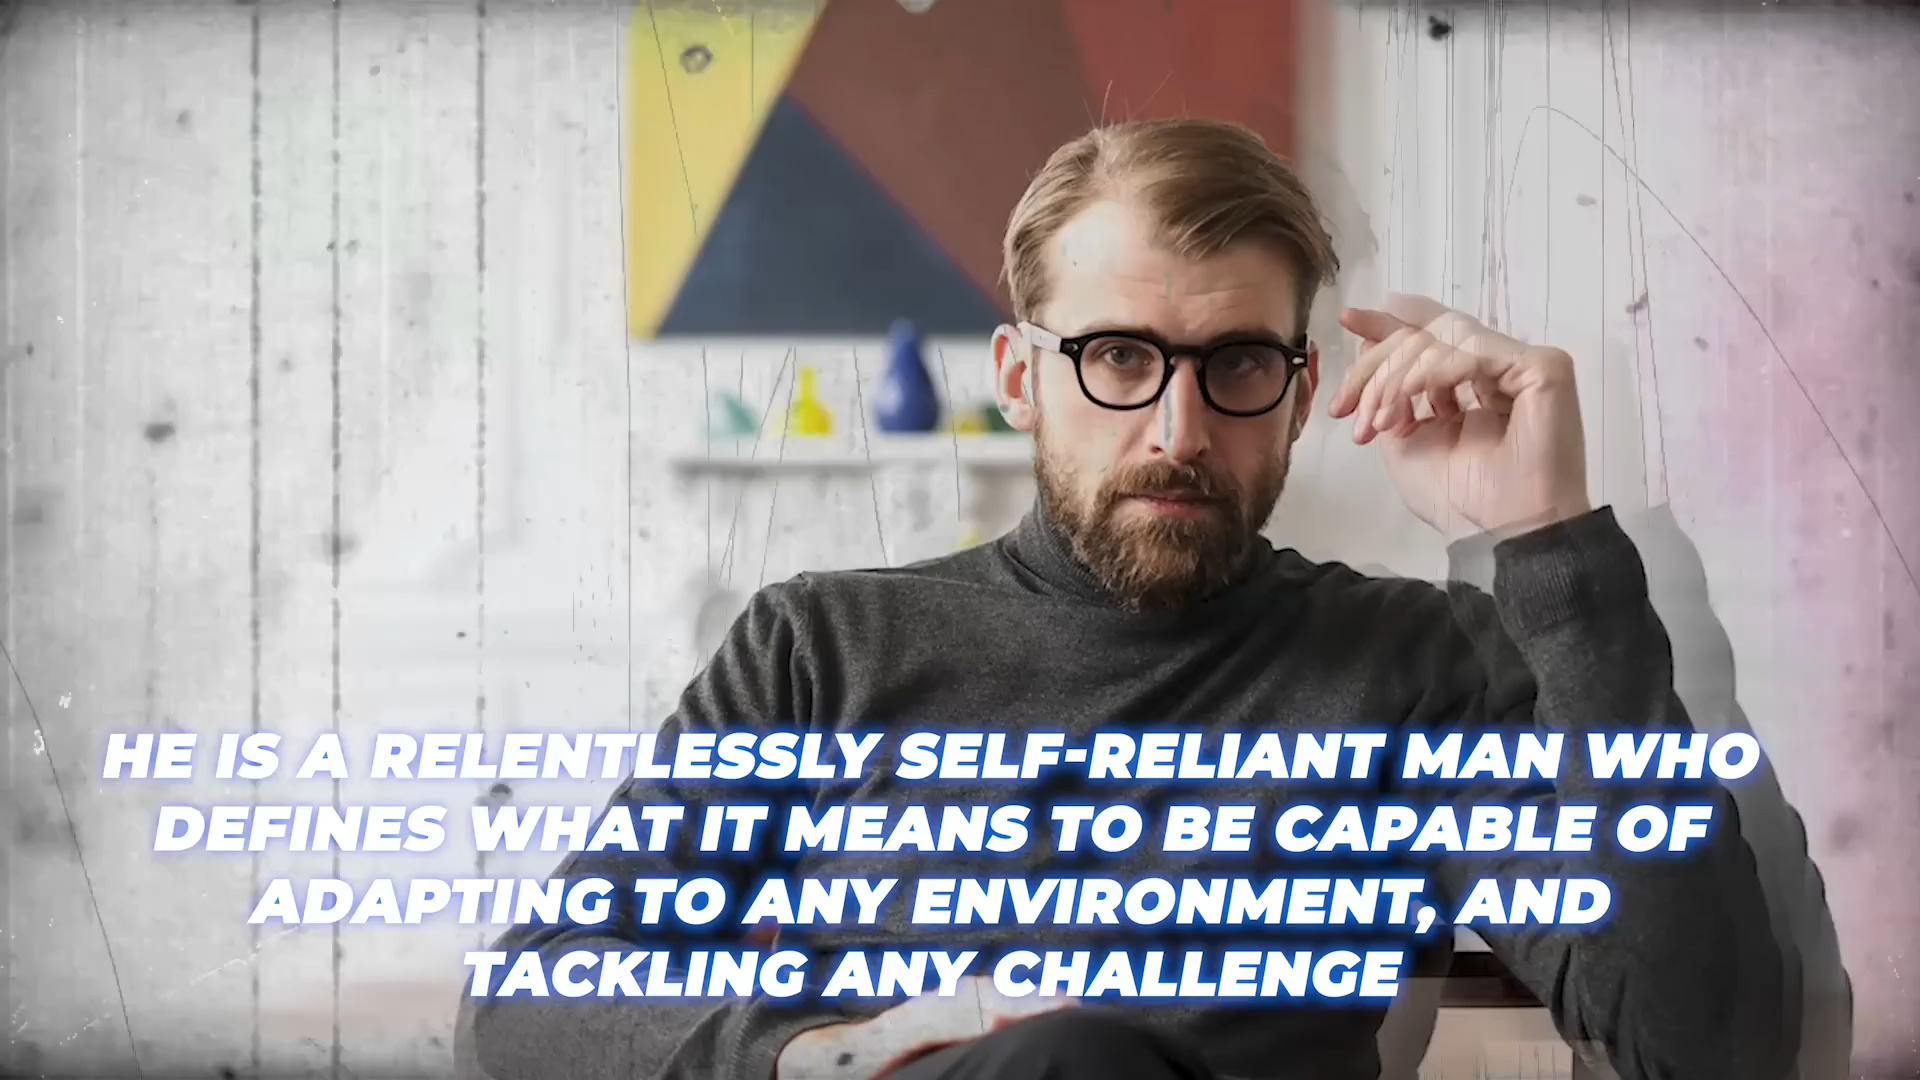 HE IS A RELENTLESSLY SELF-RELIANT MAN WHO
DEFINES WHAT IT MEANS TO BE CAPABLE OF
ADAPTING TO ANY ENVIRONMENT, AND
TACKLING ANY CHALLENGE